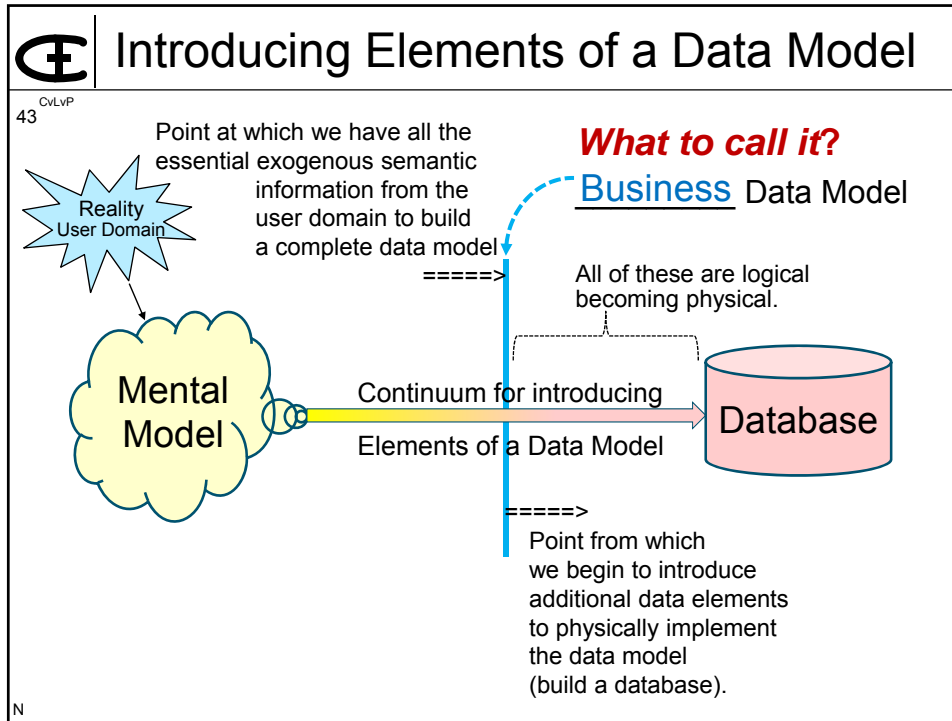 Introducing Elements of a Data Model
CvLvP
43
Point at which we have all the
essential exogenous semantic
information from the
user domain to build
a complete data model
=====>
What to call it?
Business Data Model
Reality
User Domain
All of these are logical
becoming physical.
Mental
Model
Continuum for introducing
Elements of a Data Model
Database
=====>
Point from which
we begin to introduce
additional data elements
to physically implement
the data model
(build a database).
N